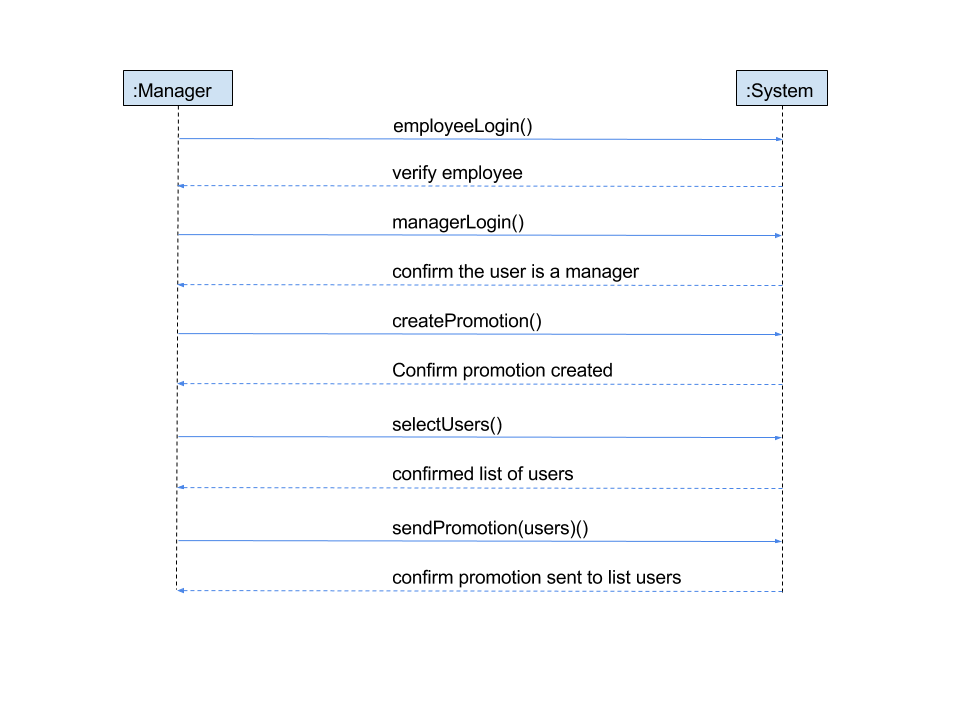 :Manager
:System
employeeLogin()
verify employee
managerLogin()
confirm the user is a manager
createPromotion()
Confirm promotion created
selectUsers()
confirmed list of users
sendPromotion(users)()
confirm promotion sent to list users